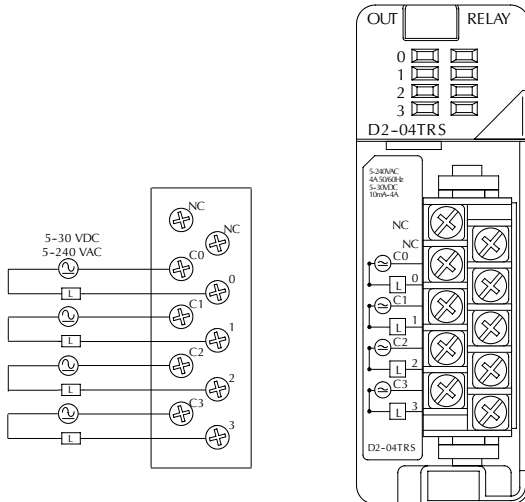 5-30 VDC
5-240 VAC
NC
NC
C0
0
L
C1
1
L
C2
2
L
C3
3
L
OUT RELAY
0
1
2
3
D2-04TRS
5-240VAC
4A 50/60Hz
5-30VDC
10mA-4A
NC
NC
C0
L 0
C1
L 1
C2
L 2
C3
L 3
D2-04TRS